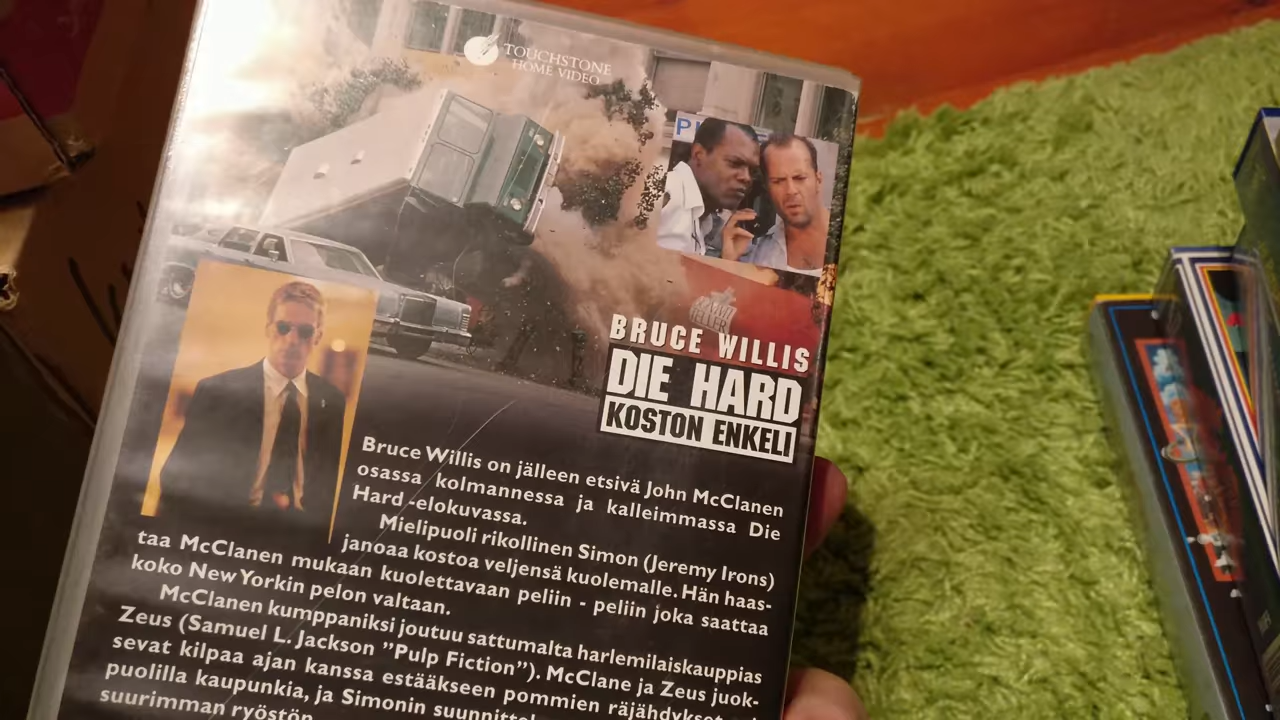 TOUCHSTONE
HOME VIDEO
BRUCE WILLIS
DIE HARD
KOSTON ENKELI
Bruce Willis on jälleen etsivä John McClanen
osassa kolmannessa ja kalleimmassa Die
Hard -elokuvassa.
Mielipuoli rikollinen Simon (Jeremy Irons)
janoaa kostoa veljensä kuolemalle. Hän haas-
taa McClanen mukaan kuolettavaan peliin - peliin joka saattaa
koko New Yorkin pelon valtaan.
McClanen kumppaniksi joutuu sattumalta harlemilaiskauppias
Zeus (Samuel L. Jackson ”Pulp Fiction”). McClane ja Zeus juok-
sevat kilpaa ajan kanssa estääkseen pommien räjähdykset
puolilla kaupunkia, ja Simonin
suurimman ryöstön